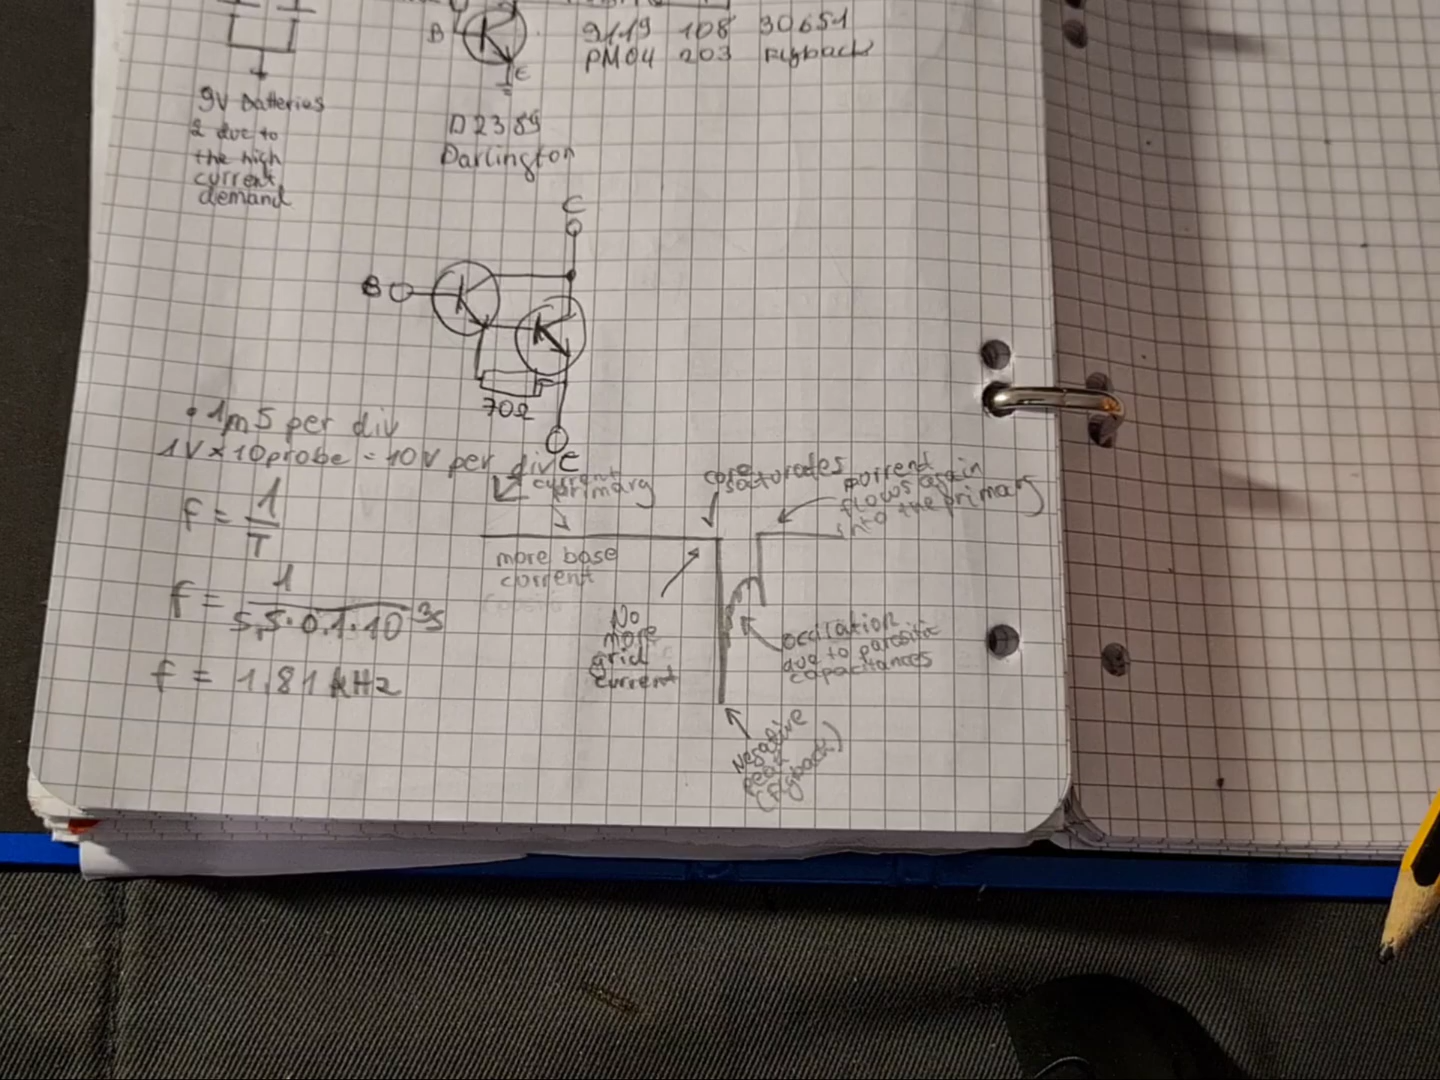 B
E
9119 108 30651
PM04 203 Flyback
9V batteries
2 due to
the high
current
demand
D2389
Darlington
C
B
70Ω
E
.1mS per div
1V x 10probe = 10V per div
f = 1/T
f = 1/5,5·0.1·10⁻³S
f = 1,81 kHz
current
primary
more base
current
core
saturades
current
flows again
into the primary
No
more
grid
current
occilation
due to parositic
capacitances
Negative
peak
(flyback)